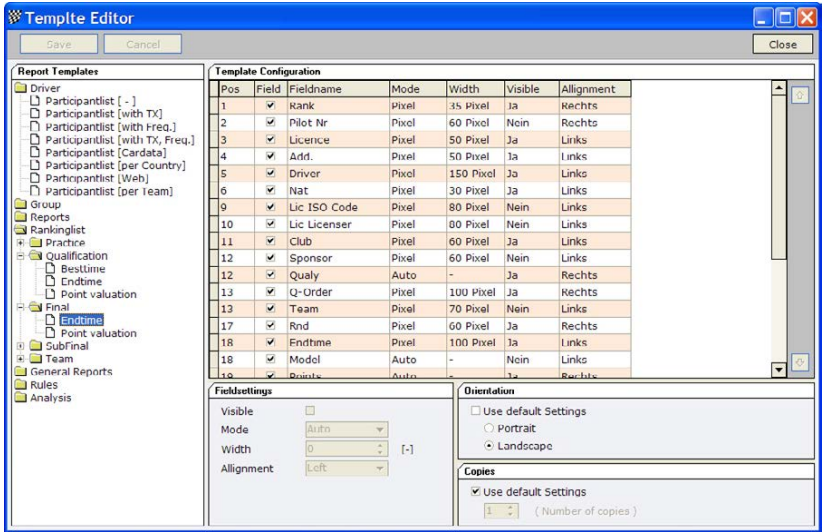 Templte Editor
Save Cancel Close
Report Templates
Driver
Participantlist [ - ]
Participantlist [with TX]
Participantlist [with Freq.]
Participantlist [with TX, Freq.]
Participantlist [Cardata]
Participantlist [per Country]
Participantlist [Web]
Participantlist [per Team]
Group
Reports
Rankinglist
Practice
Qualification
Besttime
Endtime
Point valuation
Final
Endtime
Point valuation
SubFinal
Team
General Reports
Rules
Analysis
Template Configuration
Pos Field Fieldname Mode Width Visible Allignment
1 Rank Pixel 35 Pixel Ja Rechts
2 Pilot Nr Pixel 60 Pixel Nein Rechts
3 Licence Pixel 50 Pixel Ja Links
4 Add. Pixel 50 Pixel Ja Links
5 Driver Pixel 150 Pixel Ja Links
6 Nat Pixel 30 Pixel Ja Links
9 Lic ISO Code Pixel 80 Pixel Nein Links
10 Lic Licenser Pixel 80 Pixel Nein Links
11 Club Pixel 60 Pixel Ja Links
12 Sponsor Pixel 60 Pixel Ja Links
12 Qualy Auto - Ja Rechts
13 Q-Order Pixel 100 Pixel Ja Rechts
13 Team Pixel 70 Pixel Nein Links
17 Rnd Pixel 60 Pixel Ja Rechts
18 Endtime Pixel 100 Pixel Ja Links
18 Model Auto - Nein Links
19 Points Auto - Ja Rechts
Fieldsettings
Visible
Mode Auto
Width 0 [-]
Allignment Left
Orientation
Use default Settings
Portrait
Landscape
Copies
Use default Settings
1 ( Number of copies )